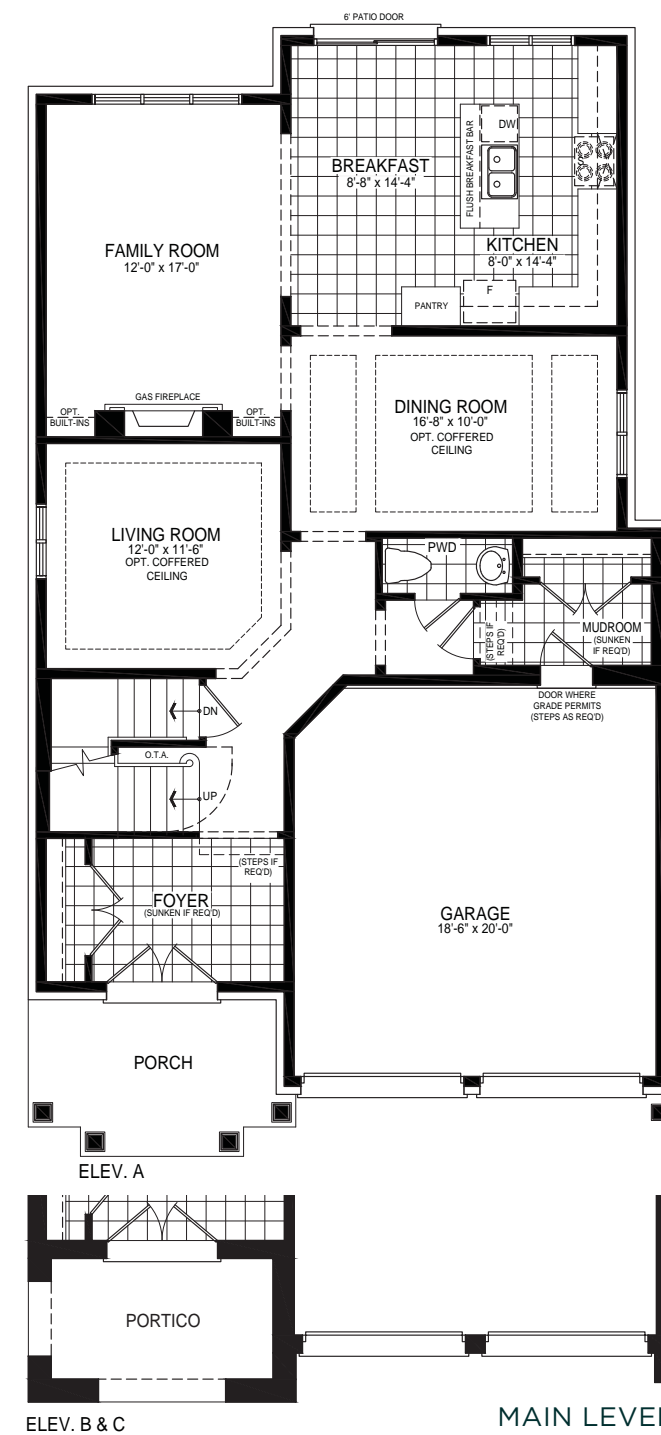 6' PATIO DOOR
DW
FLUSH BREAKFAST BAR
BREAKFAST
8'-8" x 14'-4"
KITCHEN
8'-0" x 14'-4"
FAMILY ROOM
12'-0" x 17'-0"
F
PANTRY
GAS FIREPLACE
OPT.
BUILT-INS
OPT.
BUILT-INS
DINING ROOM
16'-8" x 10'-0"
OPT. COFFERED
CEILING
LIVING ROOM
12'-0" x 11'-6"
OPT. COFFERED
CEILING
PWD
(STEPS IF
REQ'D)
MUDROOM
(SUNKEN
IF REQ'D)
DOOR WHERE
GRADE PERMITS
(STEPS AS REQ'D)
DN
O.T.A.
UP
(STEPS IF
REQ'D)
FOYER
(SUNKEN IF REQ'D)
GARAGE
18'-6" x 20'-0"
PORCH
ELEV. A
PORTICO
ELEV. B & C
MAIN LEVEL